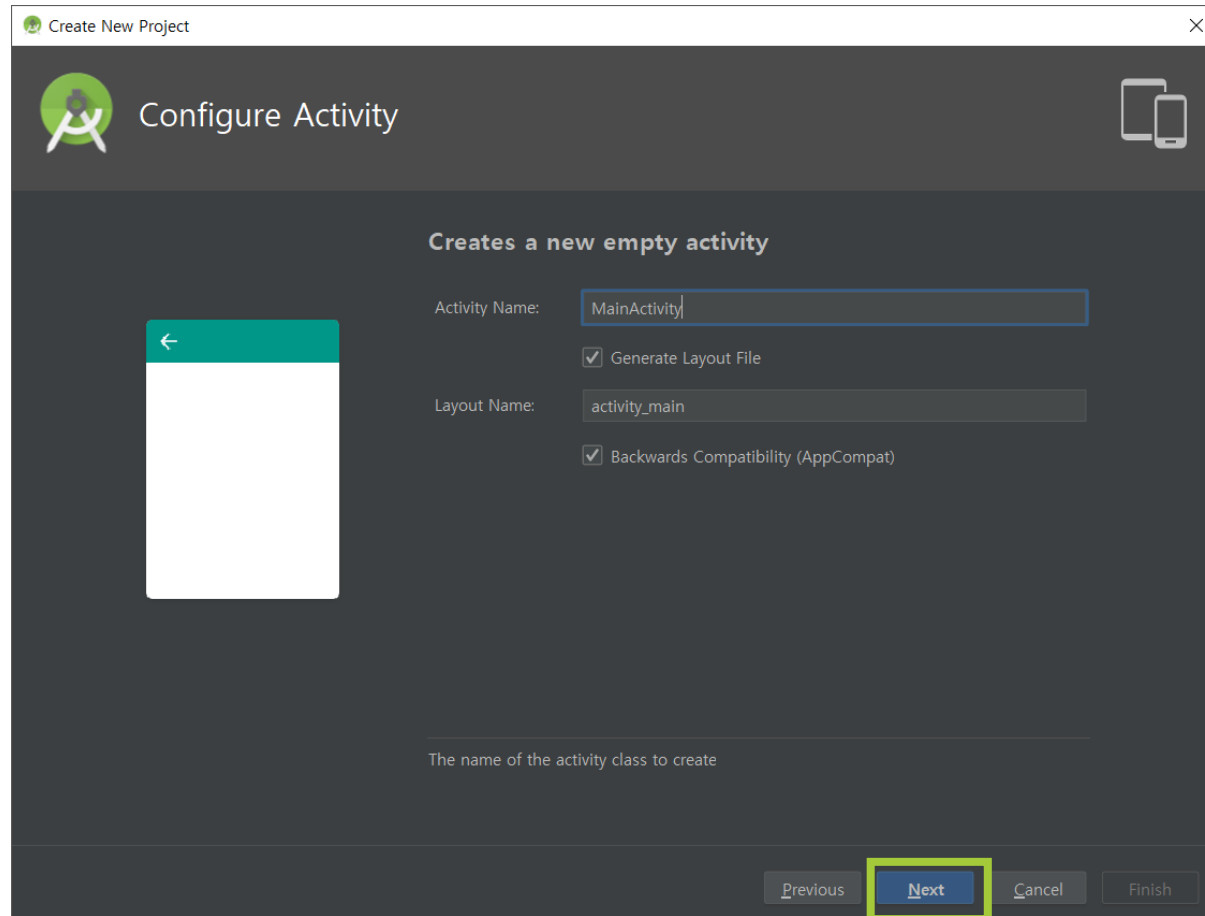 Create New Project
Configure Activity
Creates a new empty activity
Activity Name: MainActivity
Generate Layout File
Layout Name: activity_main
Backwards Compatibility (AppCompat)
The name of the activity class to create
Previous Next Cancel Finish